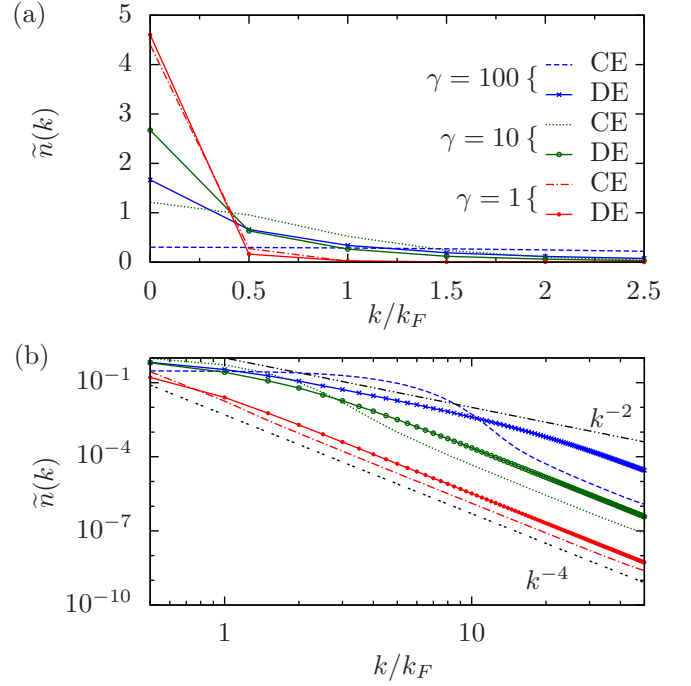 (a)
5
4
3
2
1
0
ñ(k)
γ = 100 { CE
DE
γ = 10 { CE
DE
γ = 1 { CE
DE
0 0.5 1 1.5 2 2.5
k/k_F
(b)
10^{-1}
10^{-4}
10^{-7}
10^{-10}
ñ(k)
k^{-2}
k^{-4}
1 10
k/k_F